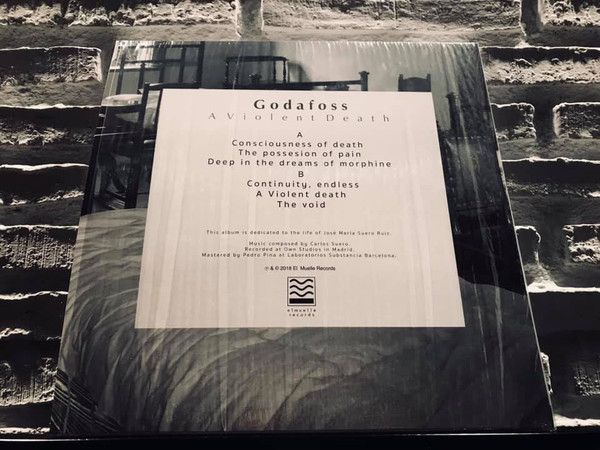 Godafoss
A Violent Death
A
Consciousness of death
The possesion of pain
Deep in the dreams of morphine
B
Continuity, endless
A Violent death
The void
This album is dedicated to the life of José María Suero Ruiz.
Music composed by Carlos Suero.
Recorded at Own Studios in Madrid.
Mastered by Pedro Pina at Laboratorios Substancia Barcelona.
℗ & © 2018 El Muelle Records
elmuelle
records